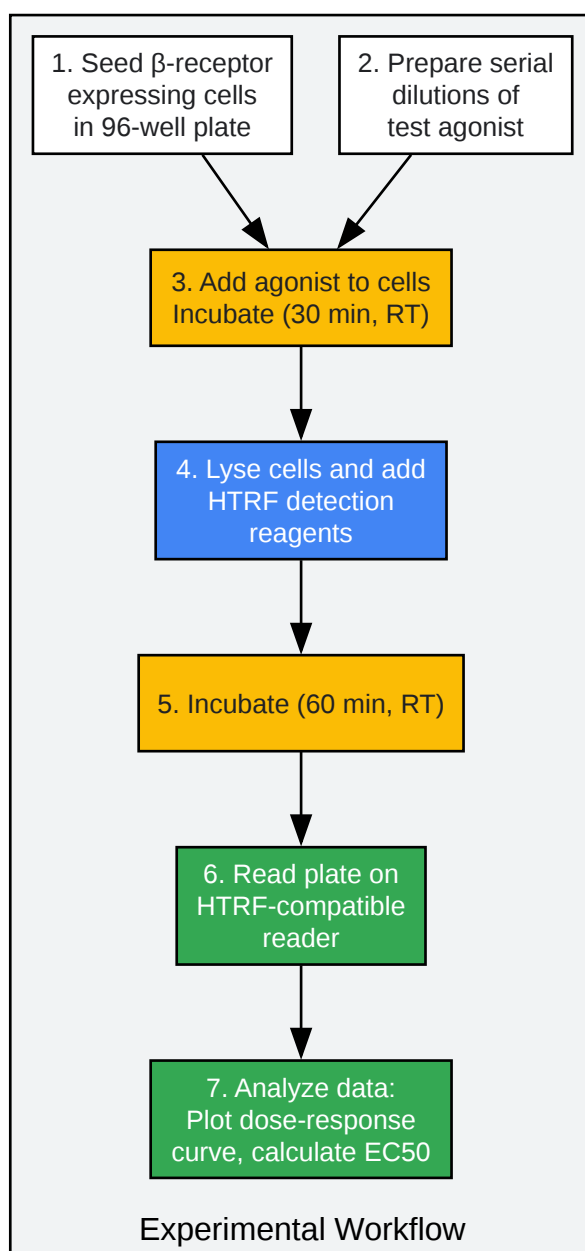 1. Seed β-receptor
expressing cells
in 96-well plate
2. Prepare serial
dilutions of
test agonist
3. Add agonist to cells
Incubate (30 min, RT)
4. Lyse cells and add
HTRF detection
reagents
5. Incubate (60 min, RT)
6. Read plate on
HTRF-compatible
reader
7. Analyze data:
Plot dose-response
curve, calculate EC50
Experimental Workflow